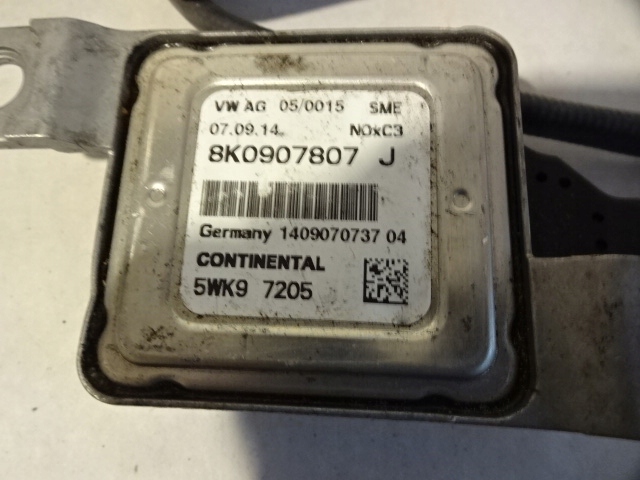 VW AG 05/0015 SME
07.09.14 NOxC3
8K0907807 J
Germany 1409070737 04
CONTINENTAL
5WK9 7205